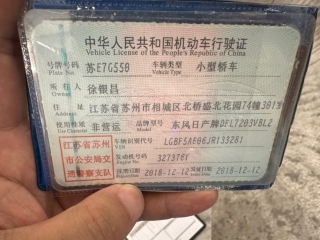 中华人民共和国机动车行驶证
Vehicle License of the People's Republic of China
号牌号码 苏E7G550 车辆类型 小型轿车
Plate No. Vehicle Type
所有人 徐银昌
Owner
住址 江苏省苏州市相城区北桥盛北花园74幢301室
Address
使用性质 非营运 品牌型号 东风日产牌DFL7203VBL2
Use Character Model
江苏省苏州市公安局交通警察支队
车辆识别代号 LGBF5AE06JR133281
VIN
发动机号码 327376Y
Engine No.
注册日期 2018-12-12 发证日期 2018-12-12
Register Date Issue Date